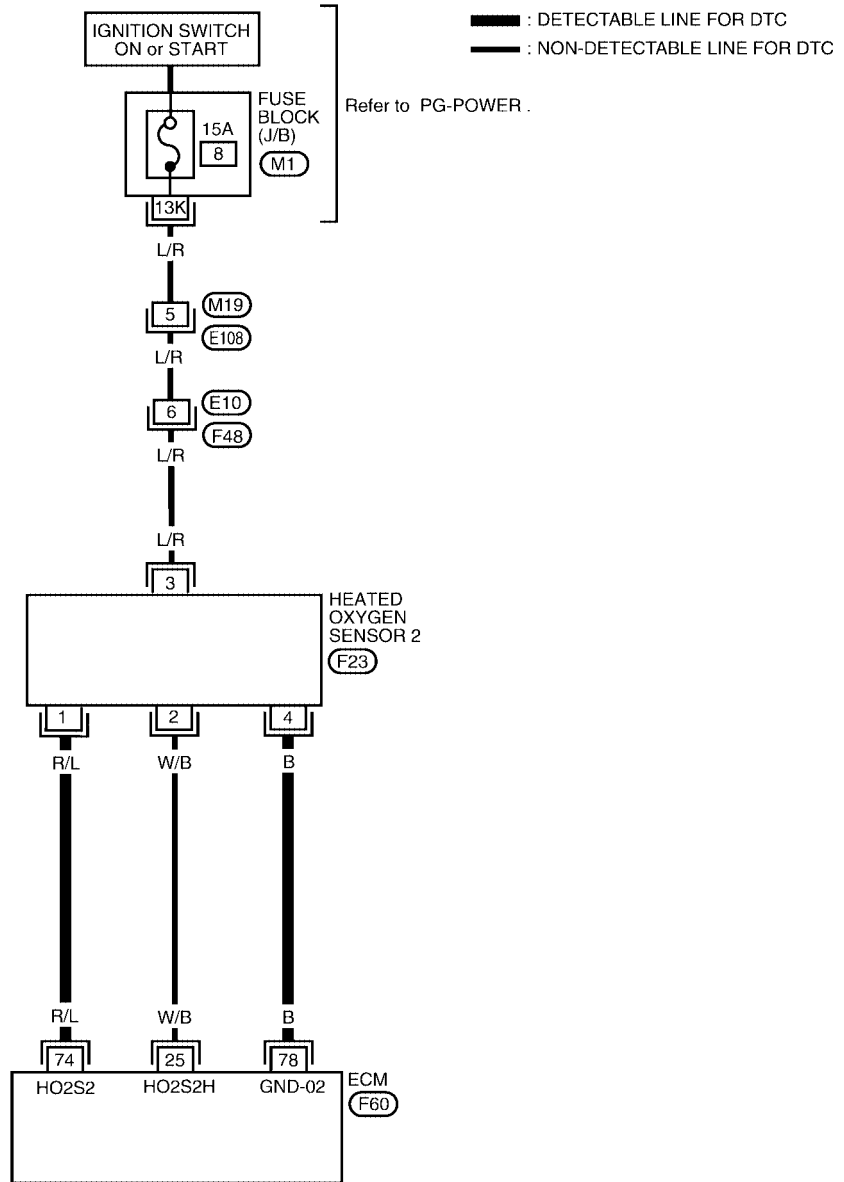 IGNITION SWITCH
ON or START
: DETECTABLE LINE FOR DTC
: NON-DETECTABLE LINE FOR DTC
FUSE
BLOCK
(J/B)
M1
15A
8
Refer to PG-POWER .
13K
L/R
5
M19
E108
L/R
6
E10
F48
L/R
L/R
3
HEATED
OXYGEN
SENSOR 2
F23
1
2
4
R/L
W/B
B
R/L
W/B
B
74
25
78
HO2S2
HO2S2H
GND-02
ECM
F60